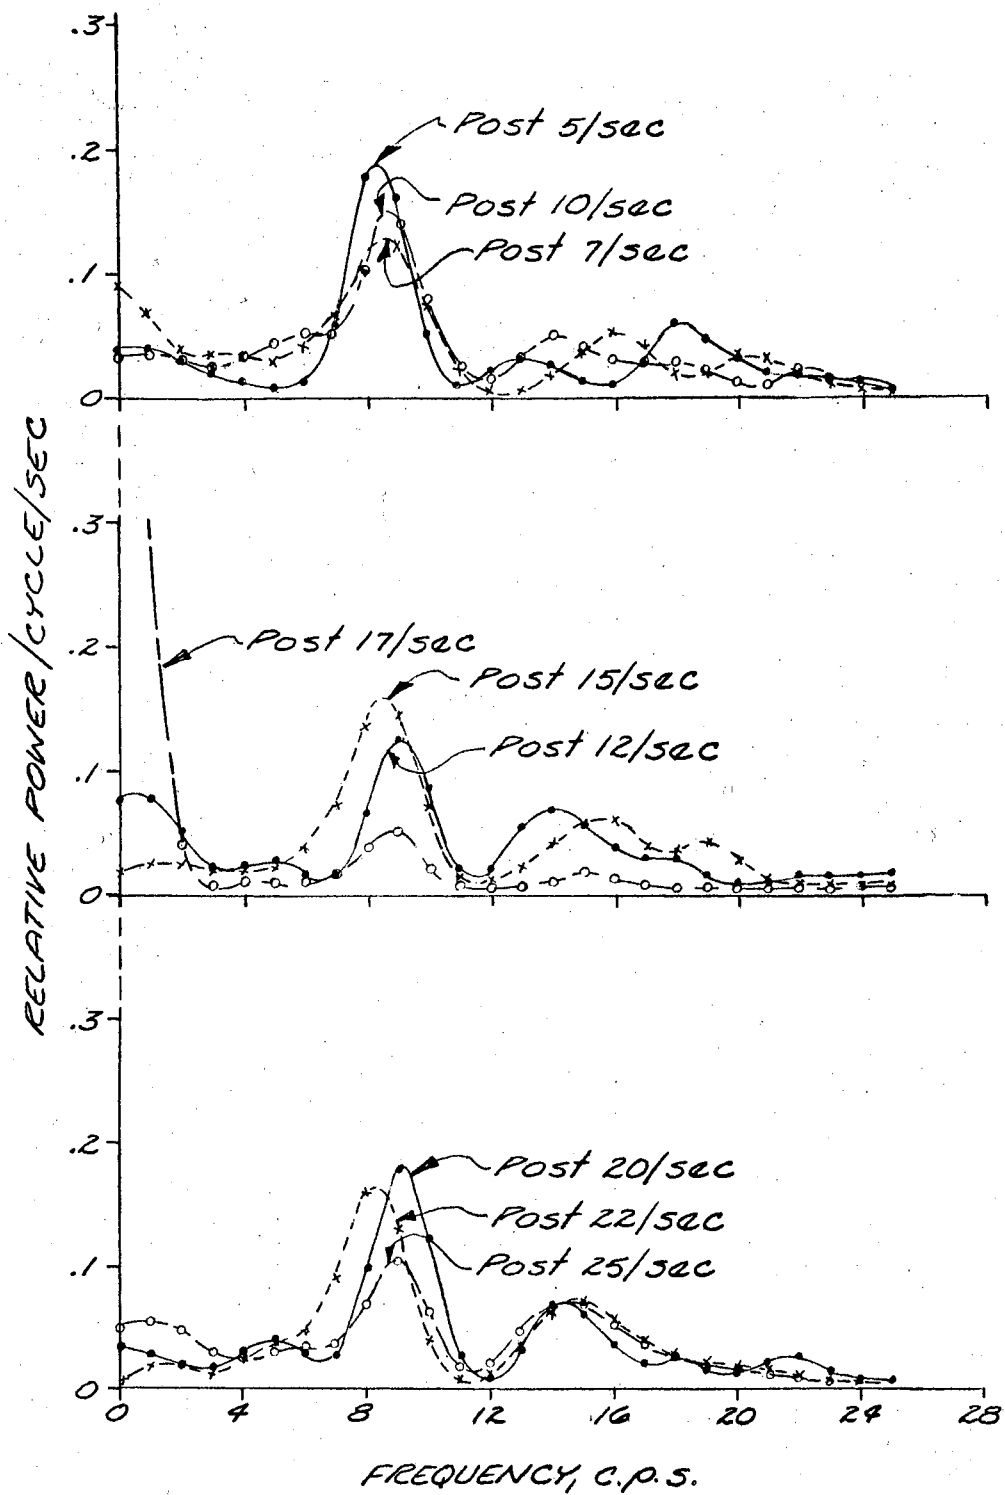 .3
Post 5/sec
.2
Post 10/sec
Post 7/sec
.1
0
RELATIVE POWER/CYCLE/SEC
.3
Post 17/sec
.2
Post 15/sec
Post 12/sec
.1
0
.3
.2
Post 20/sec
Post 22/sec
.1
Post 25/sec
0
0 4 8 12 16 20 24 28
FREQUENCY, C.P.S.